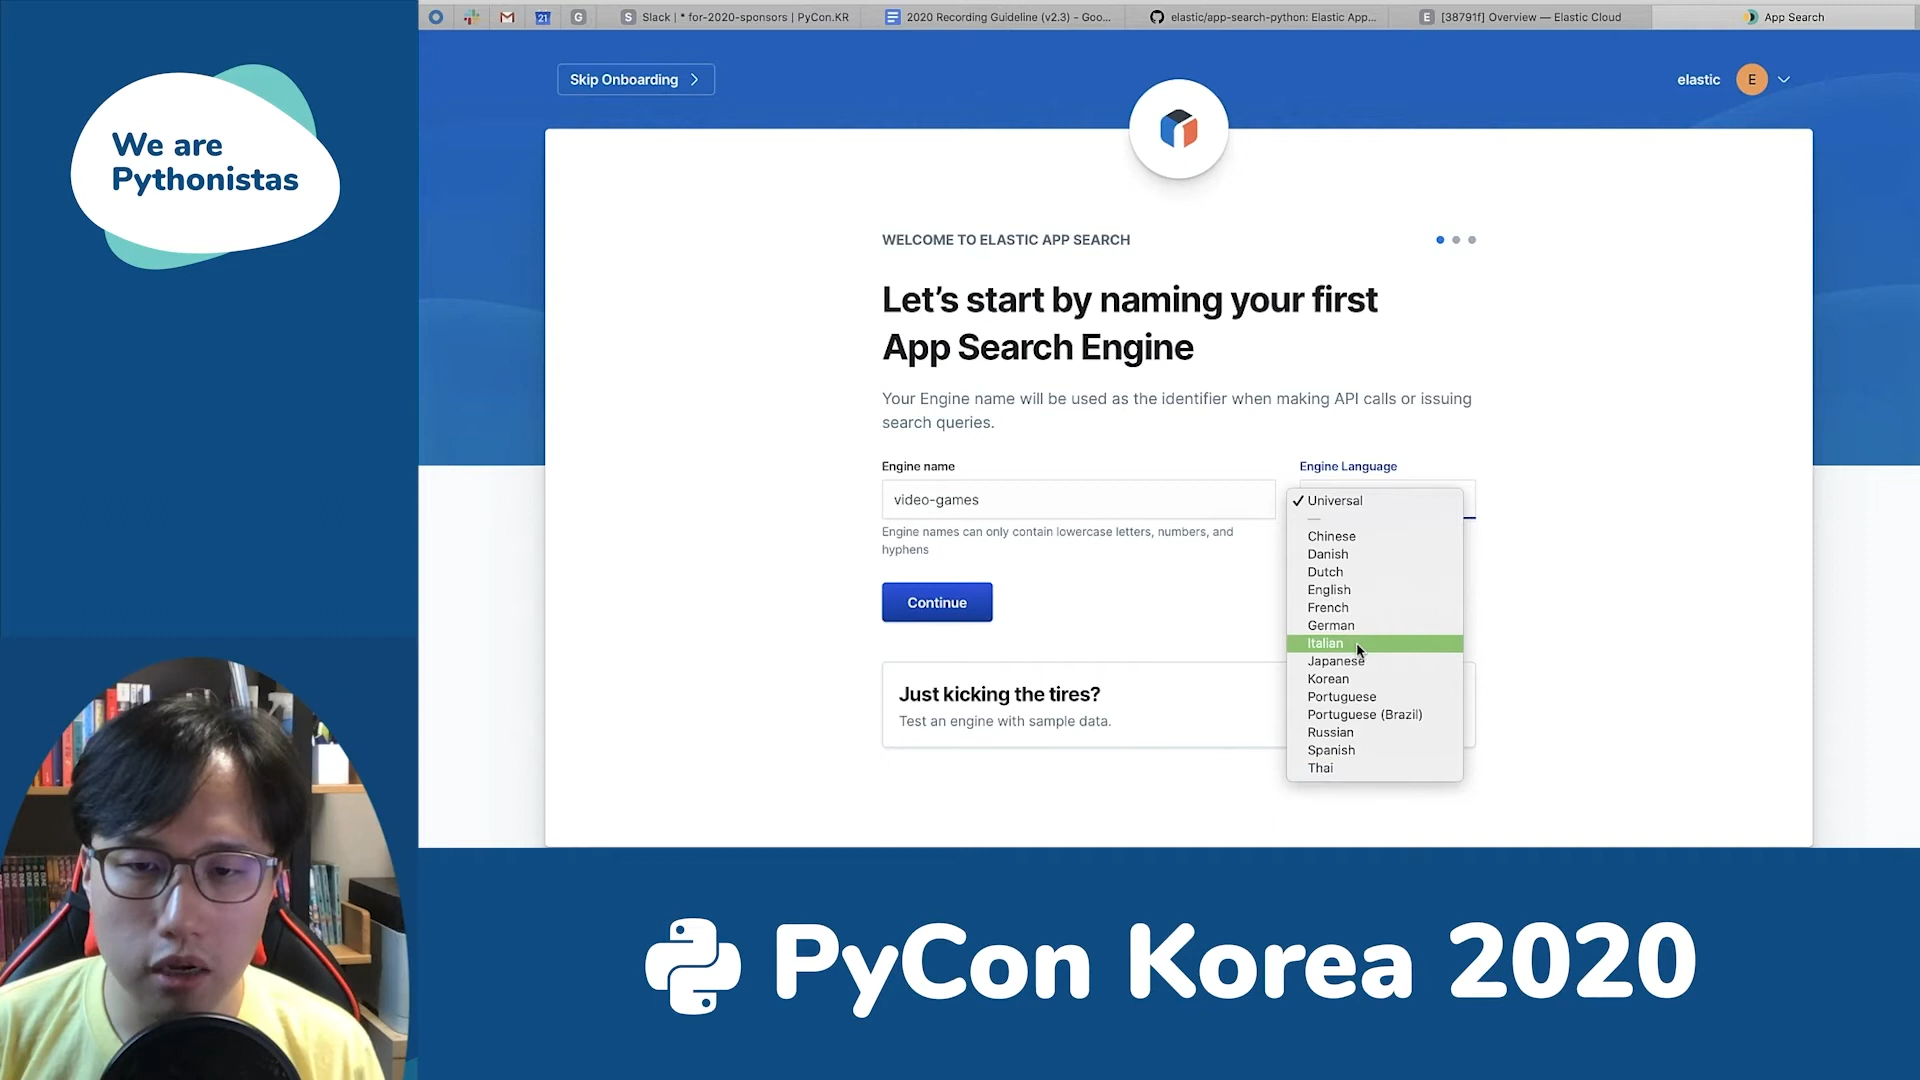 We are
Pythonistas
G
S Slack | * for-2020-sponsors | PyCon.KR
2020 Recording Guideline (v2.3) - Goo...
elastic/app-search-python: Elastic App...
E [38791f] Overview — Elastic Cloud
App Search
21
Skip Onboarding
elastic
E
WELCOME TO ELASTIC APP SEARCH
Let’s start by naming your first
App Search Engine
Your Engine name will be used as the identifier when making API calls or issuing
search queries.
Engine name
Engine Language
video-games
Engine names can only contain lowercase letters, numbers, and
hyphens
Continue
Just kicking the tires?
Test an engine with sample data.
✓ Universal
Chinese
Danish
Dutch
English
French
German
Italian
Japanese
Korean
Portuguese
Portuguese (Brazil)
Russian
Spanish
Thai
PyCon Korea 2020